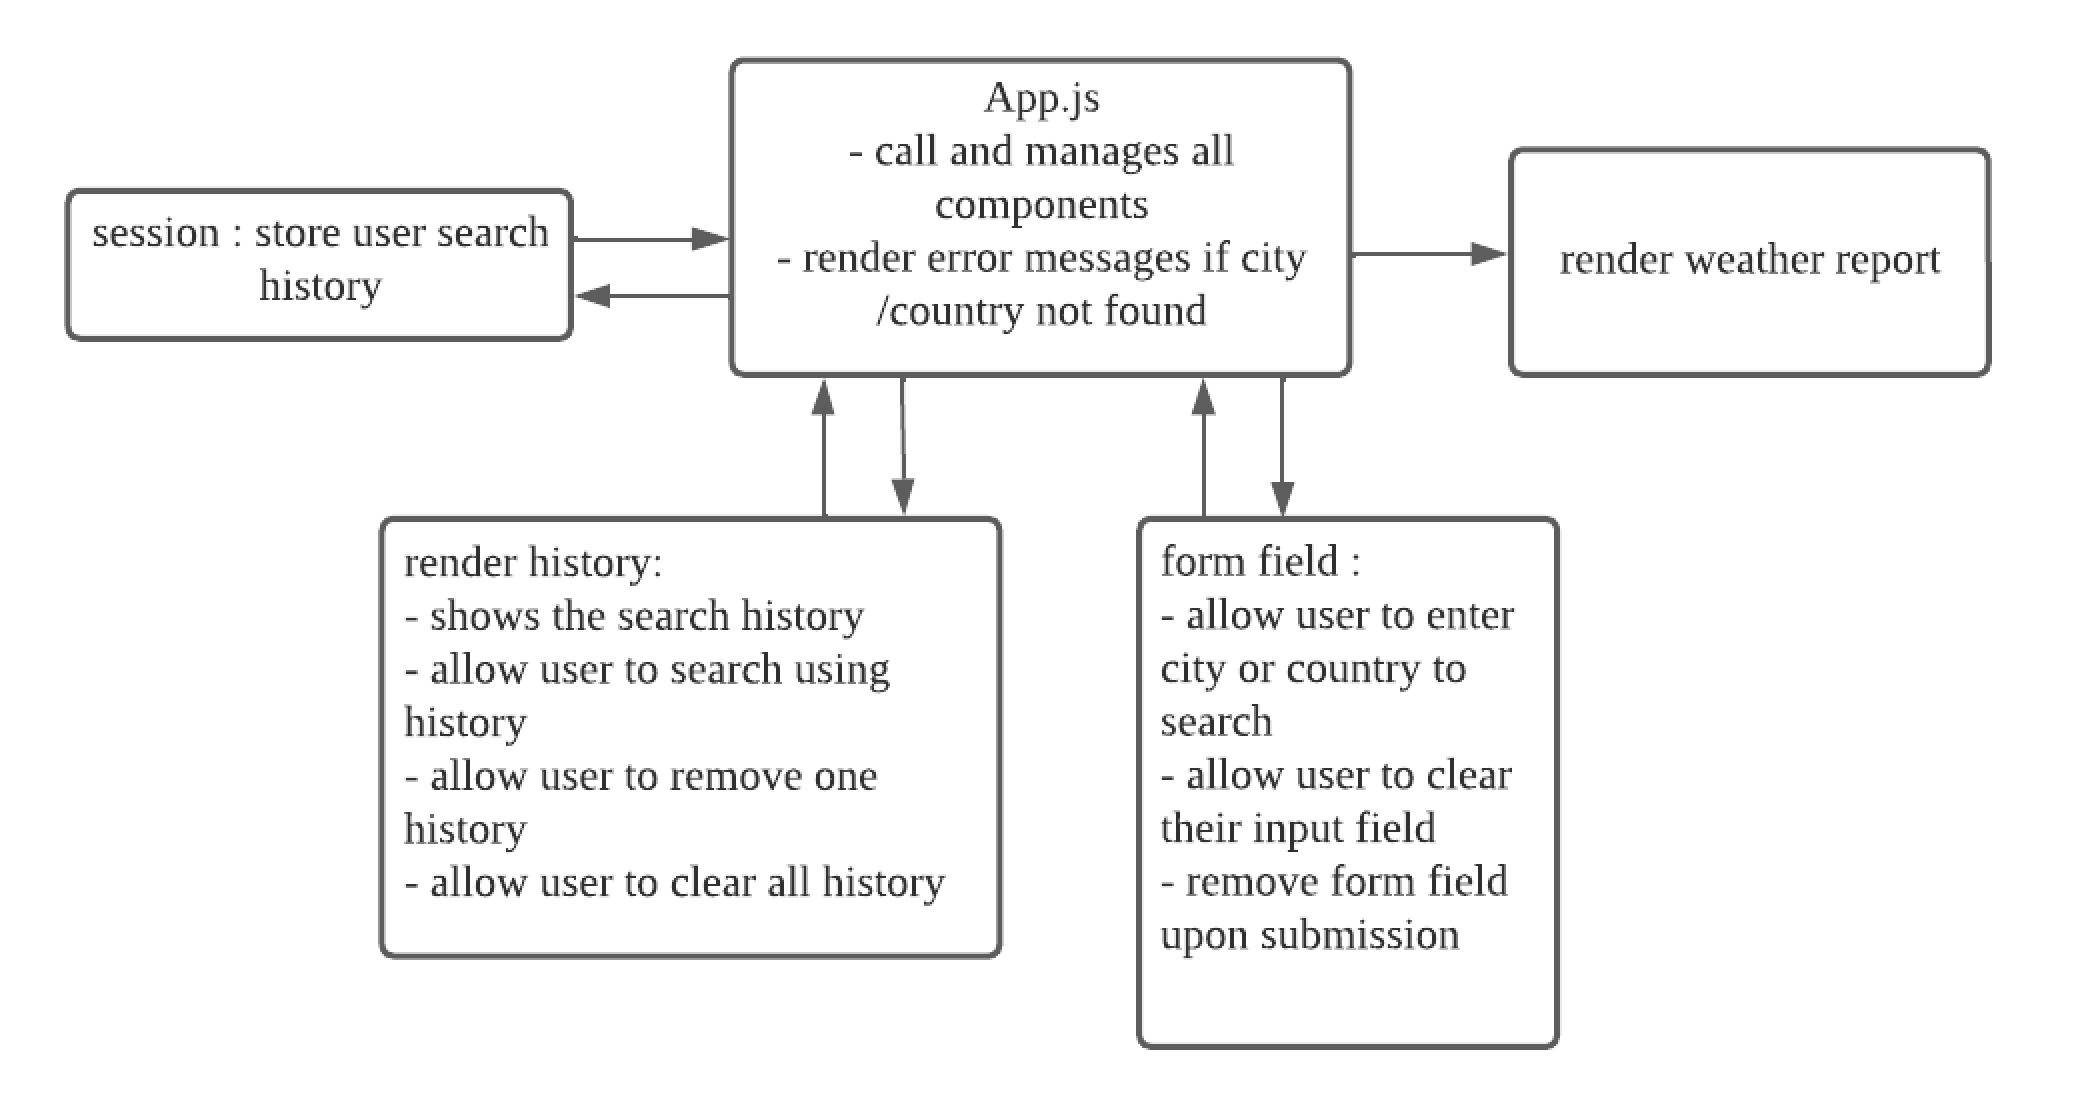 App.js
- call and manages all
components
- render error messages if city
/country not found
session : store user search
history
render weather report
render history:
- shows the search history
- allow user to search using
history
- allow user to remove one
history
- allow user to clear all history
form field :
- allow user to enter
city or country to
search
- allow user to clear
their input field
- remove form field
upon submission